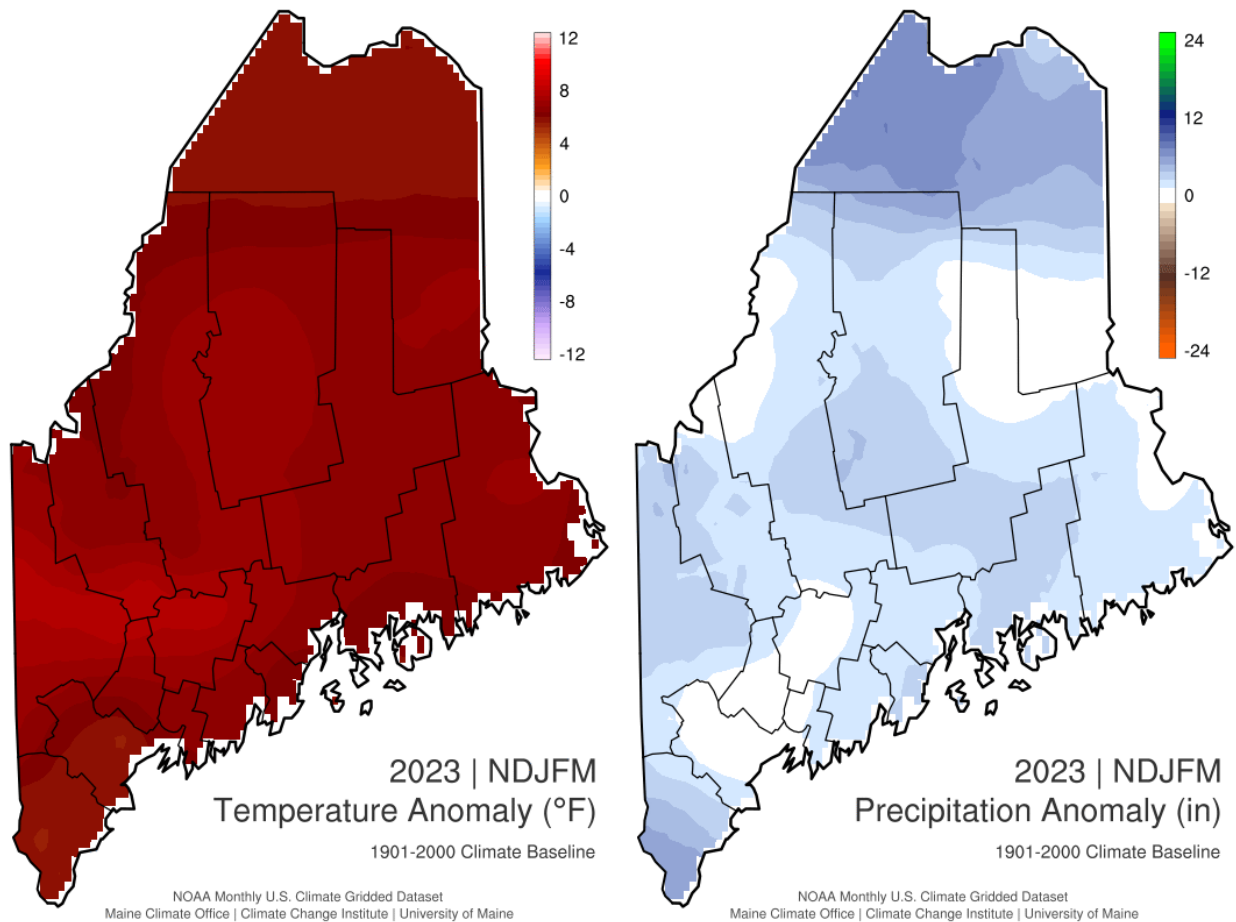 12
8
4
0
-4
-8
-12
2023 | NDJFM
Temperature Anomaly (°F)
1901-2000 Climate Baseline
NOAA Monthly U.S. Climate Gridded Dataset
Maine Climate Office | Climate Change Institute | University of Maine
24
12
0
-12
-24
2023 | NDJFM
Precipitation Anomaly (in)
1901-2000 Climate Baseline
NOAA Monthly U.S. Climate Gridded Dataset
Maine Climate Office | Climate Change Institute | University of Maine